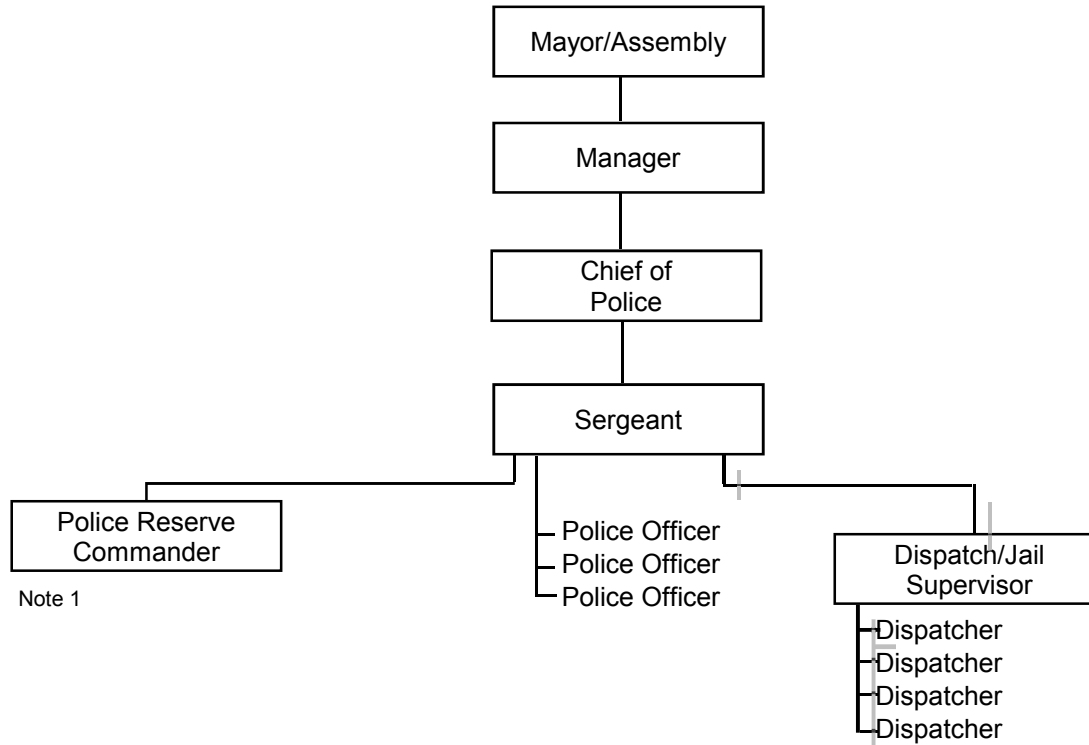 Mayor/Assembly
Manager
Chief of
Police
Sergeant
Police Reserve
Commander
Note 1
Police Officer
Police Officer
Police Officer
Dispatch/Jail
Supervisor
Dispatcher
Dispatcher
Dispatcher
Dispatcher